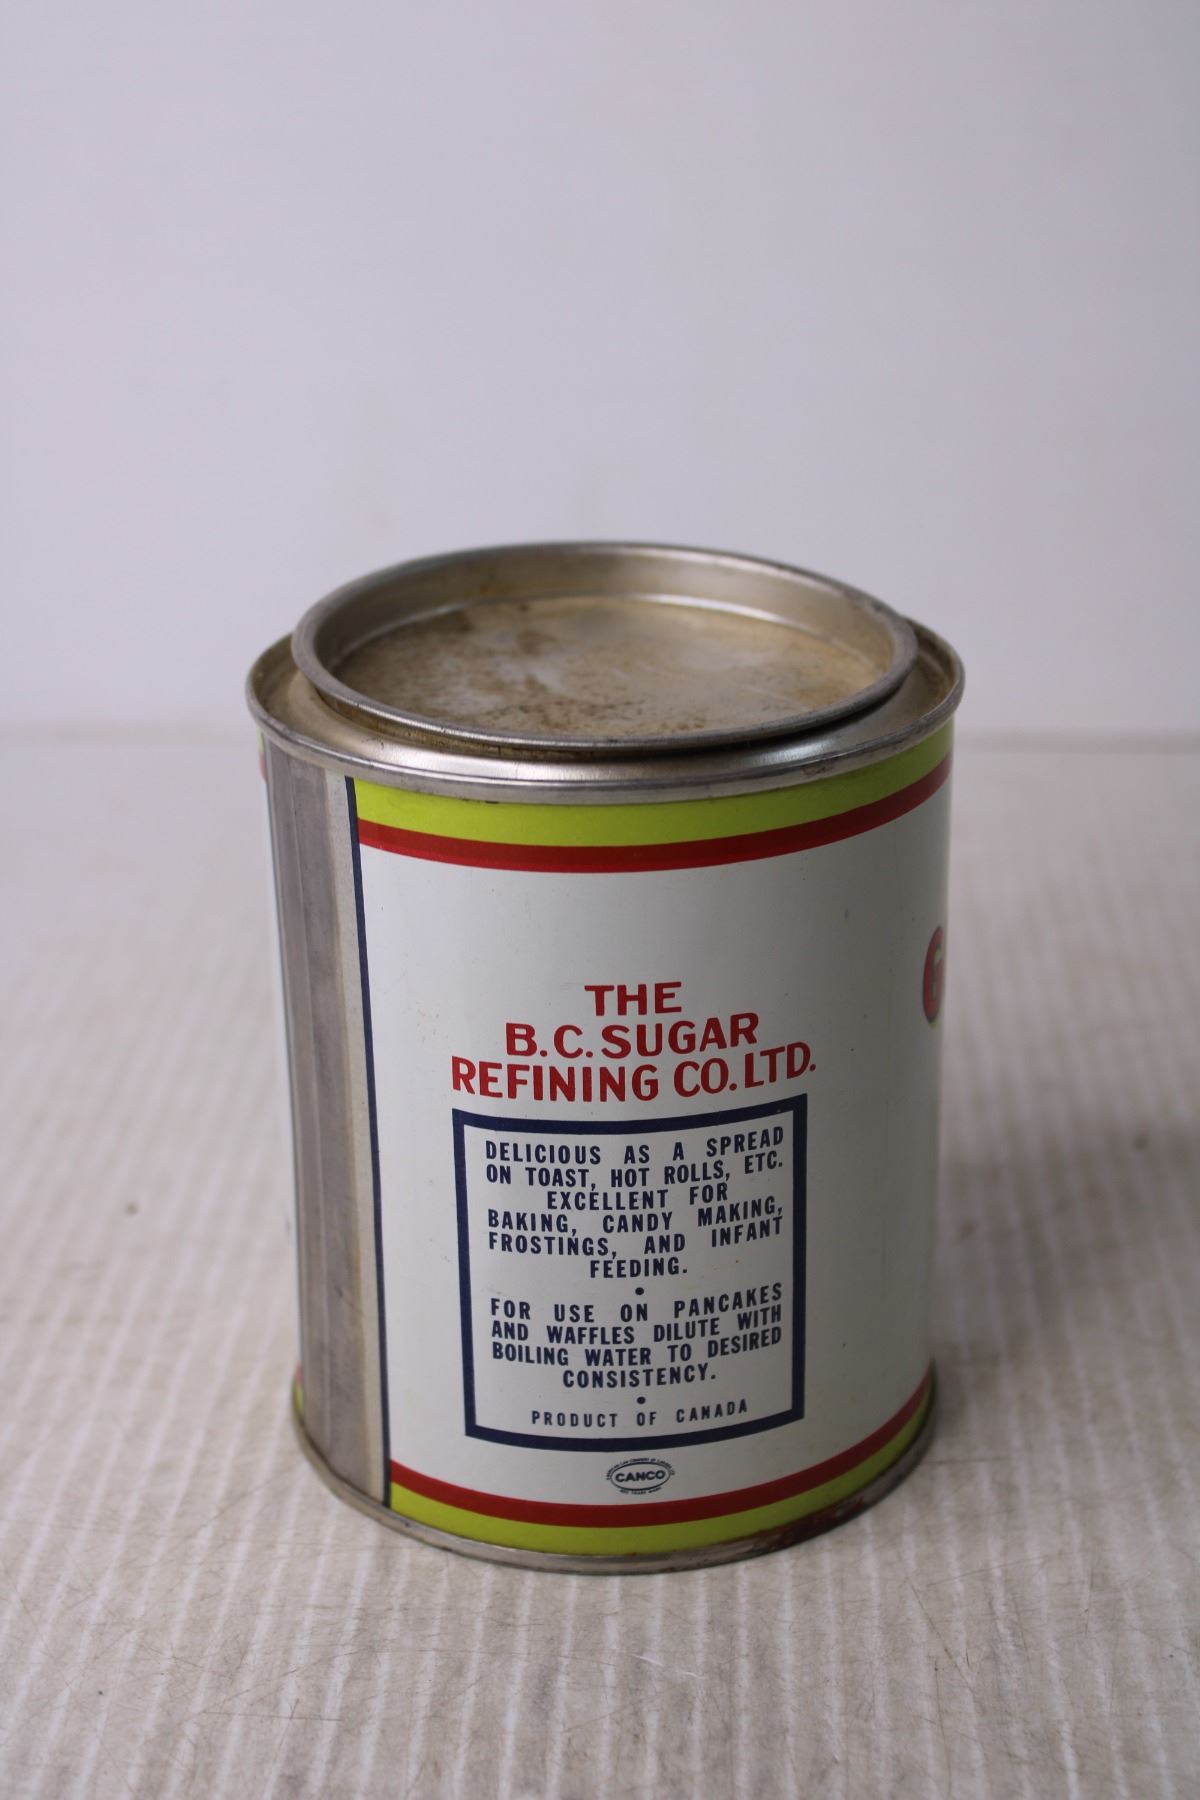 THE
B.C. SUGAR
REFINING CO. LTD.
DELICIOUS AS A SPREAD
ON TOAST, HOT ROLLS, ETC.
EXCELLENT FOR
BAKING, CANDY MAKING,
FROSTINGS, AND INFANT
FEEDING.
•
FOR USE ON PANCAKES
AND WAFFLES DILUTE WITH
BOILING WATER TO DESIRED
CONSISTENCY.
•
PRODUCT OF CANADA
CANCO
G